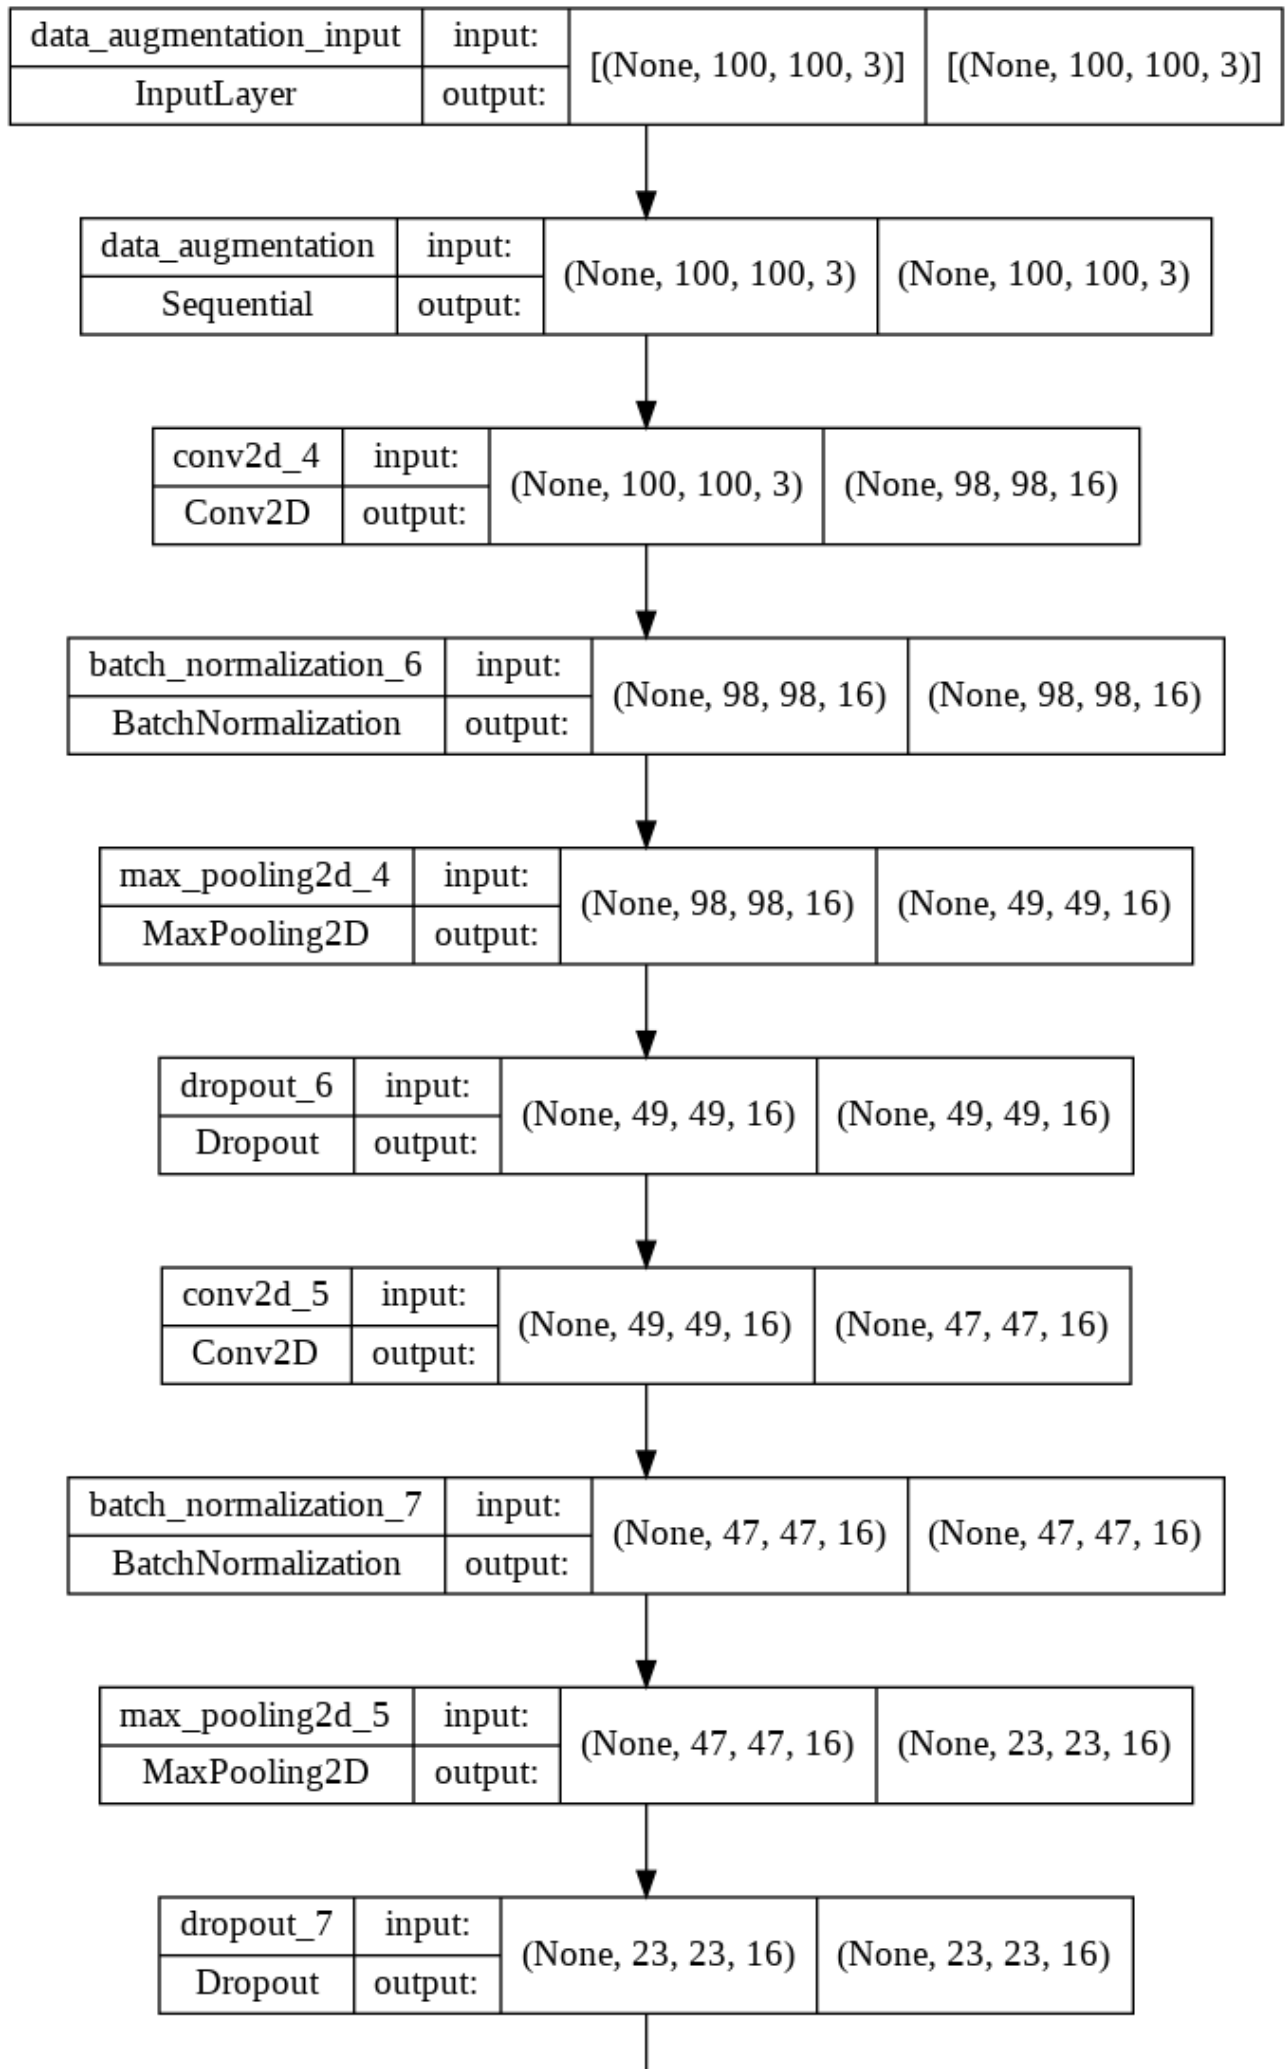 data_augmentation_input input: [(None, 100, 100, 3)] [(None, 100, 100, 3)]
InputLayer output:
data_augmentation input: (None, 100, 100, 3) (None, 100, 100, 3)
Sequential output:
conv2d_4 input: (None, 100, 100, 3) (None, 98, 98, 16)
Conv2D output:
batch_normalization_6 input: (None, 98, 98, 16) (None, 98, 98, 16)
BatchNormalization output:
max_pooling2d_4 input: (None, 98, 98, 16) (None, 49, 49, 16)
MaxPooling2D output:
dropout_6 input: (None, 49, 49, 16) (None, 49, 49, 16)
Dropout output:
conv2d_5 input: (None, 49, 49, 16) (None, 47, 47, 16)
Conv2D output:
batch_normalization_7 input: (None, 47, 47, 16) (None, 47, 47, 16)
BatchNormalization output:
max_pooling2d_5 input: (None, 47, 47, 16) (None, 23, 23, 16)
MaxPooling2D output:
dropout_7 input: (None, 23, 23, 16) (None, 23, 23, 16)
Dropout output: